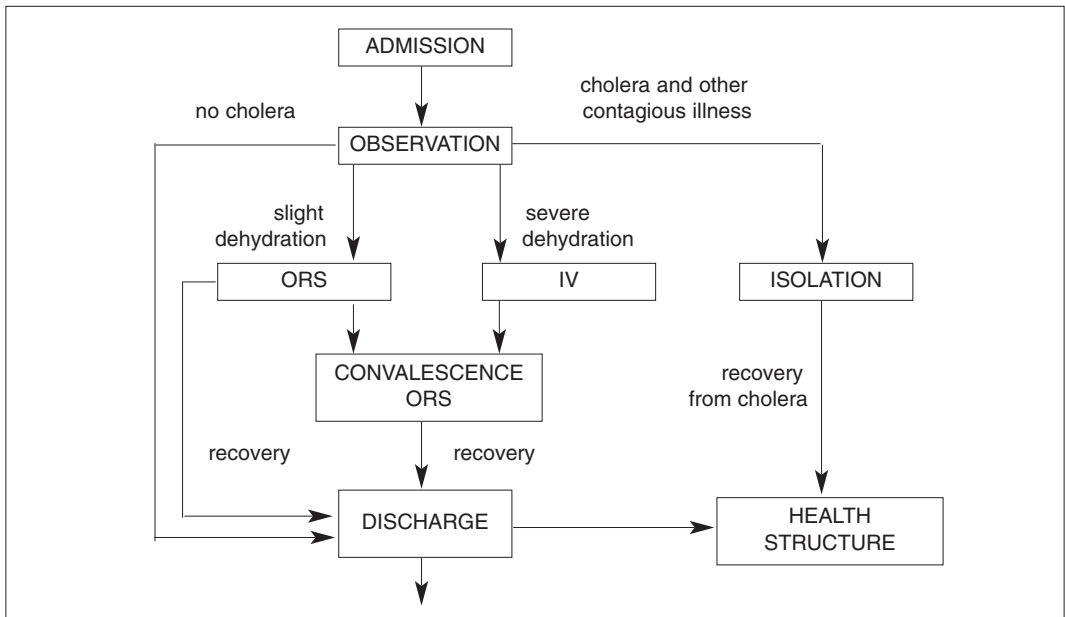 ADMISSION
no cholera
cholera and other
contagious illness
OBSERVATION
slight
dehydration
severe
dehydration
ORS
IV
ISOLATION
CONVALESCENCE
ORS
recovery
from cholera
recovery
recovery
DISCHARGE
HEALTH
STRUCTURE